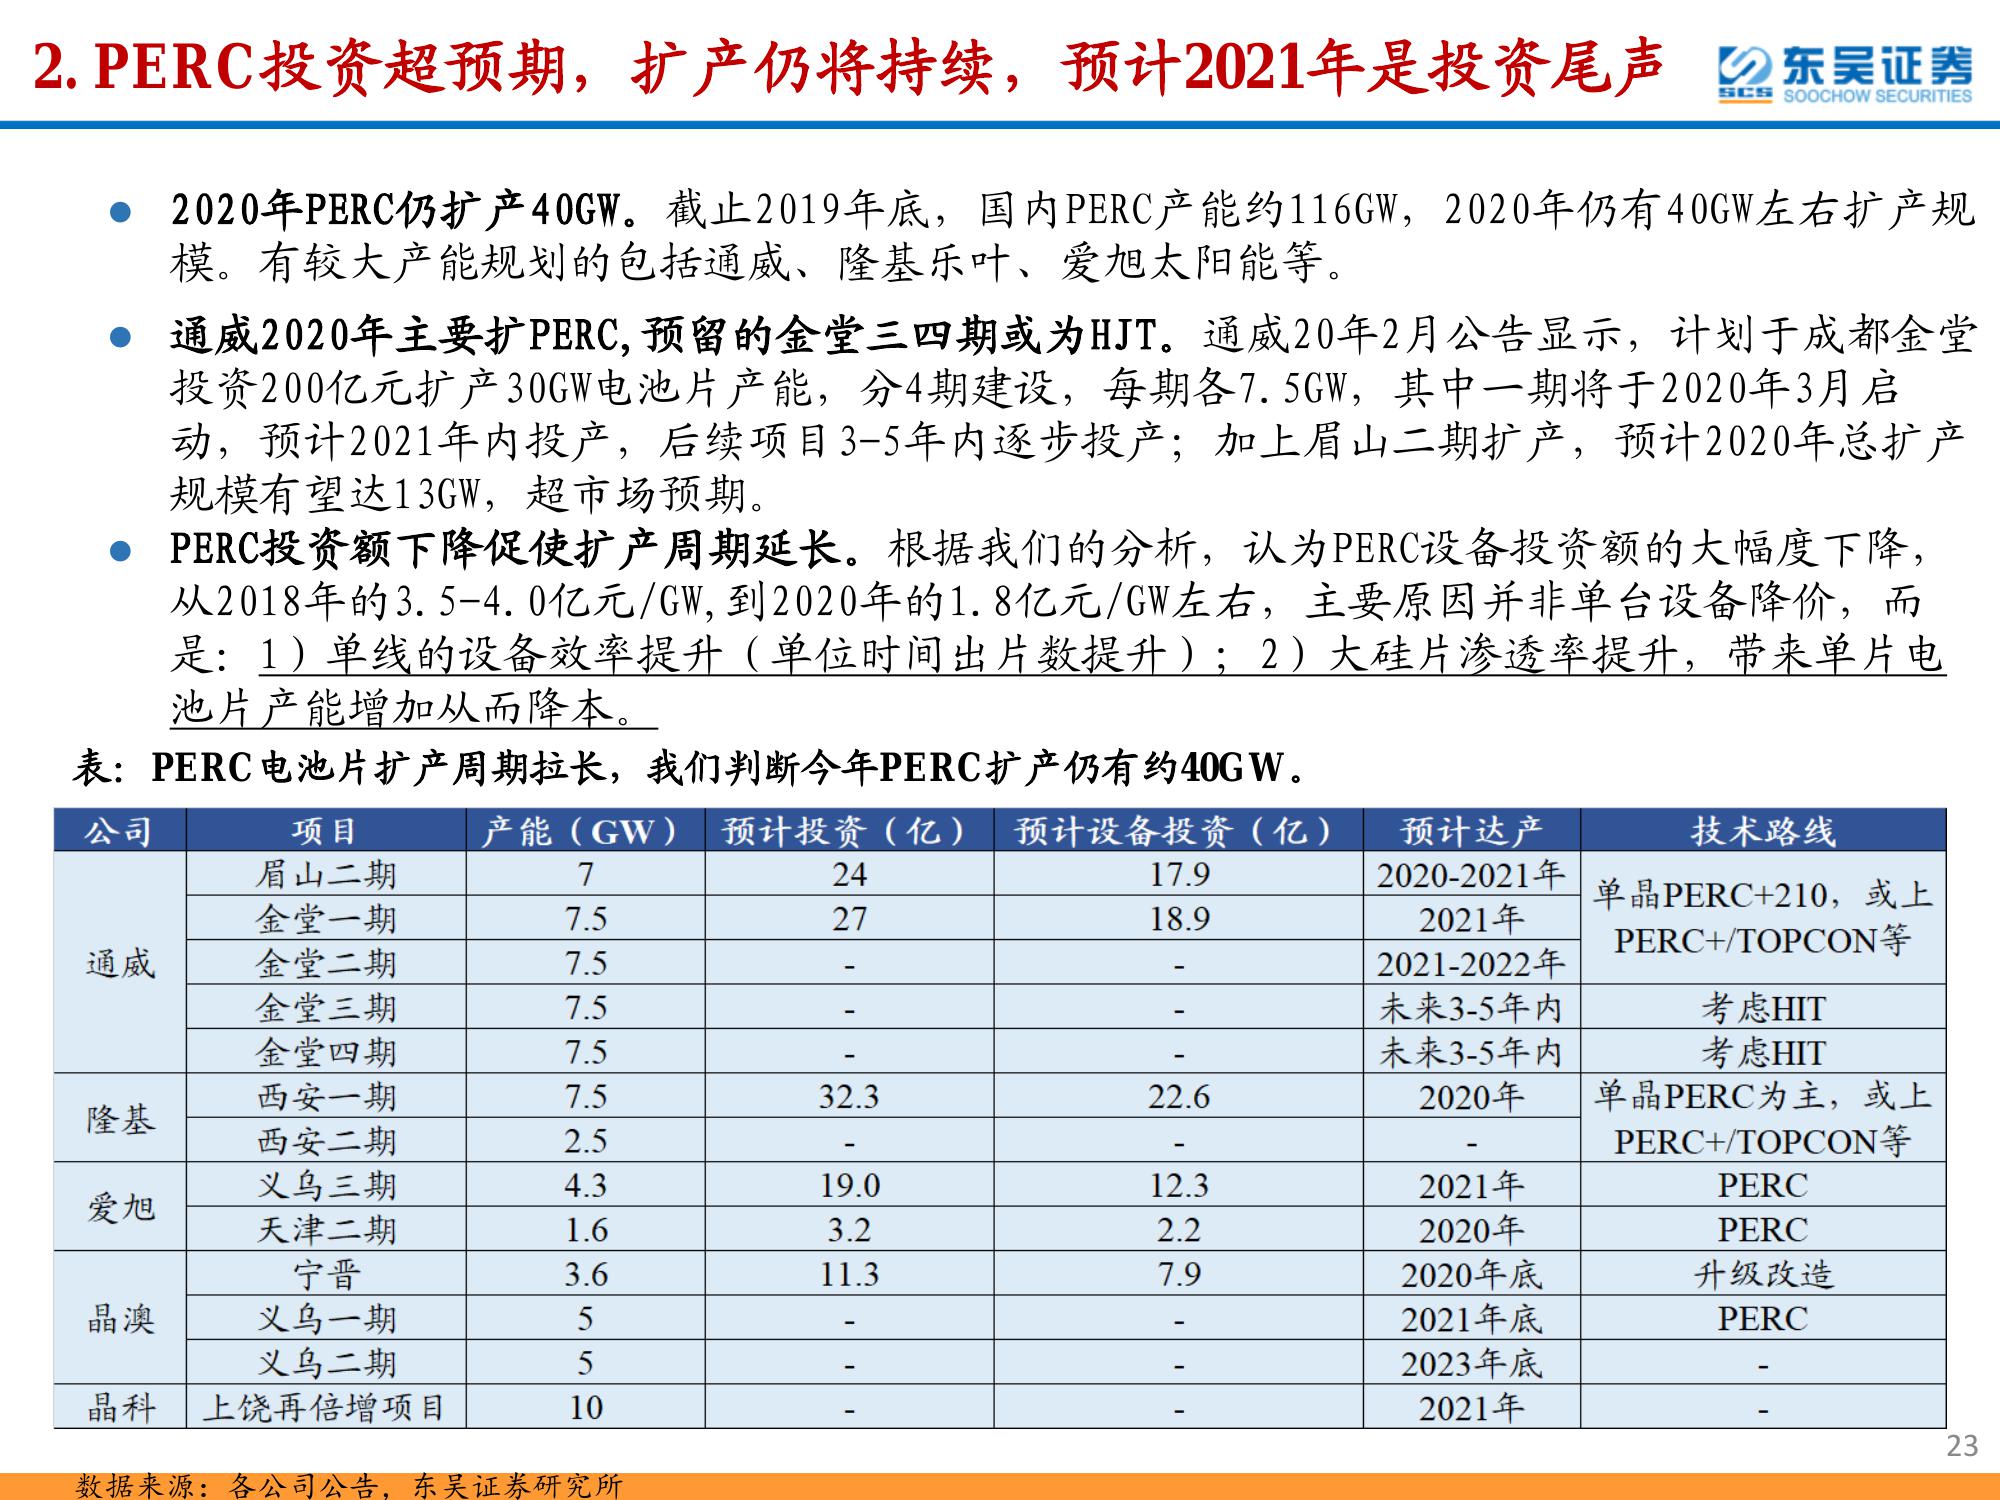 2. PERC投资超预期，扩产仍将持续，预计2021年是投资尾声
东吴证券
SCS SOOCHOW SECURITIES
● 2020年PERC仍扩产40GW。截止2019年底，国内PERC产能约116GW，2020年仍有40GW左右扩产规
模。有较大产能规划的包括通威、隆基乐叶、爱旭太阳能等。
● 通威2020年主要扩PERC,预留的金堂三四期或为HJT。通威20年2月公告显示，计划于成都金堂
投资200亿元扩产30GW电池片产能，分4期建设，每期各7.5GW，其中一期将于2020年3月启
动，预计2021年内投产，后续项目3-5年内逐步投产；加上眉山二期扩产，预计2020年总扩产
规模有望达13GW，超市场预期。
● PERC投资额下降促使扩产周期延长。根据我们的分析，认为PERC设备投资额的大幅度下降，
从2018年的3.5-4.0亿元/GW,到2020年的1.8亿元/GW左右，主要原因并非单台设备降价，而
是：1）单线的设备效率提升（单位时间出片数提升）；2）大硅片渗透率提升，带来单片电
池片产能增加从而降本。
表：PERC电池片扩产周期拉长，我们判断今年PERC扩产仍有约40GW。
公司 项目 产能（GW） 预计投资（亿） 预计设备投资（亿） 预计达产 技术路线
通威 眉山二期 7 24 17.9 2020-2021年 单晶PERC+210，或上
PERC+/TOPCON等
金堂一期 7.5 27 18.9 2021年
金堂二期 7.5 - - 2021-2022年
金堂三期 7.5 - - 未来3-5年内 考虑HIT
金堂四期 7.5 - - 未来3-5年内 考虑HIT
隆基 西安一期 7.5 32.3 22.6 2020年 单晶PERC为主，或上
PERC+/TOPCON等
西安二期 2.5 - - -
爱旭 义乌三期 4.3 19.0 12.3 2021年 PERC
天津二期 1.6 3.2 2.2 2020年 PERC
晶澳 宁晋 3.6 11.3 7.9 2020年底 升级改造
义乌一期 5 - - 2021年底 PERC
义乌二期 5 - - 2023年底 -
晶科 上饶再倍增项目 10 - - 2021年 -
23
数据来源：各公司公告，东吴证券研究所